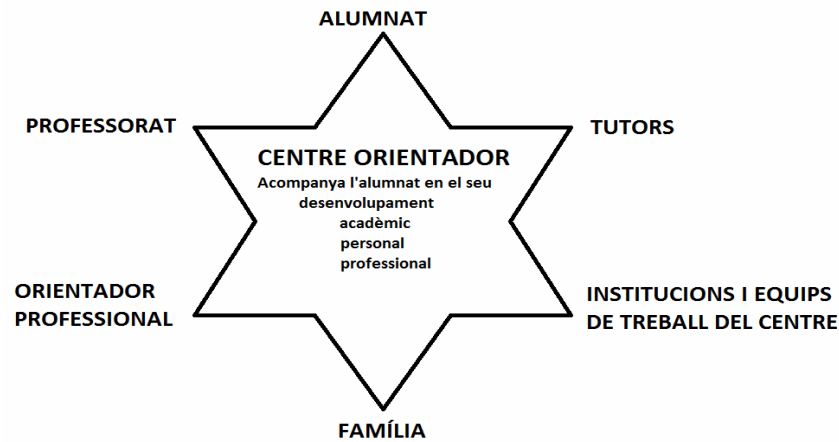 ALUMNAT
PROFESSORAT
TUTORS
CENTRE ORIENTADOR
Acompanya l'alumnat en el seu
desenvolupament
acadèmic
personal
professional
ORIENTADOR
PROFESSIONAL
INSTITUCIONS I EQUIPS
DE TREBALL DEL CENTRE
FAMÍLIA